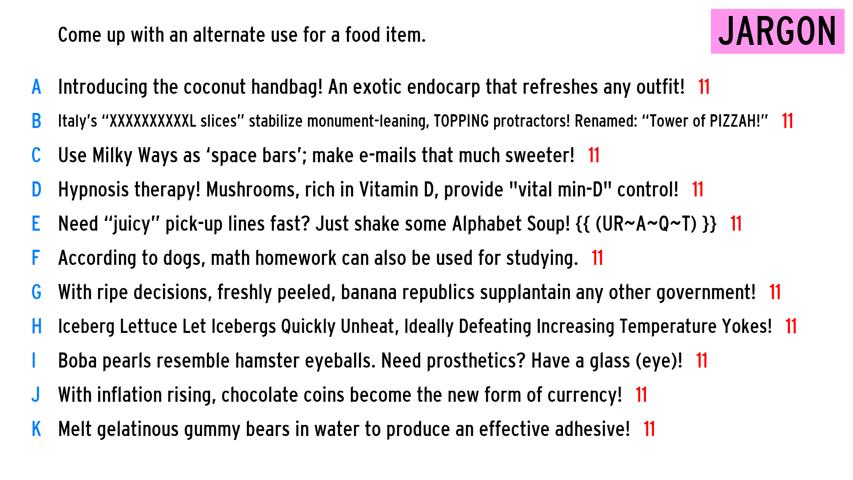 Come up with an alternate use for a food item.
JARGON
A Introducing the coconut handbag! An exotic endocarp that refreshes any outfit! 11
B Italy's “XXXXXXXXXXL slices” stabilize monument-leaning, TOPPING protractors! Renamed: “Tower of PIZZAH!” 11
C Use Milky Ways as ‘space bars’; make e-mails that much sweeter! 11
D Hypnosis therapy! Mushrooms, rich in Vitamin D, provide "vital min-D" control! 11
E Need “juicy” pick-up lines fast? Just shake some Alphabet Soup! {{ (UR~A~Q~T) }} 11
F According to dogs, math homework can also be used for studying. 11
G With ripe decisions, freshly peeled, banana republics supplantain any other government! 11
H Iceberg Lettuce Let Icebergs Quickly Unheat, Ideally Defeating Increasing Temperature Yokes! 11
I Boba pearls resemble hamster eyeballs. Need prosthetics? Have a glass (eye)! 11
J With inflation rising, chocolate coins become the new form of currency! 11
K Melt gelatinous gummy bears in water to produce an effective adhesive! 11